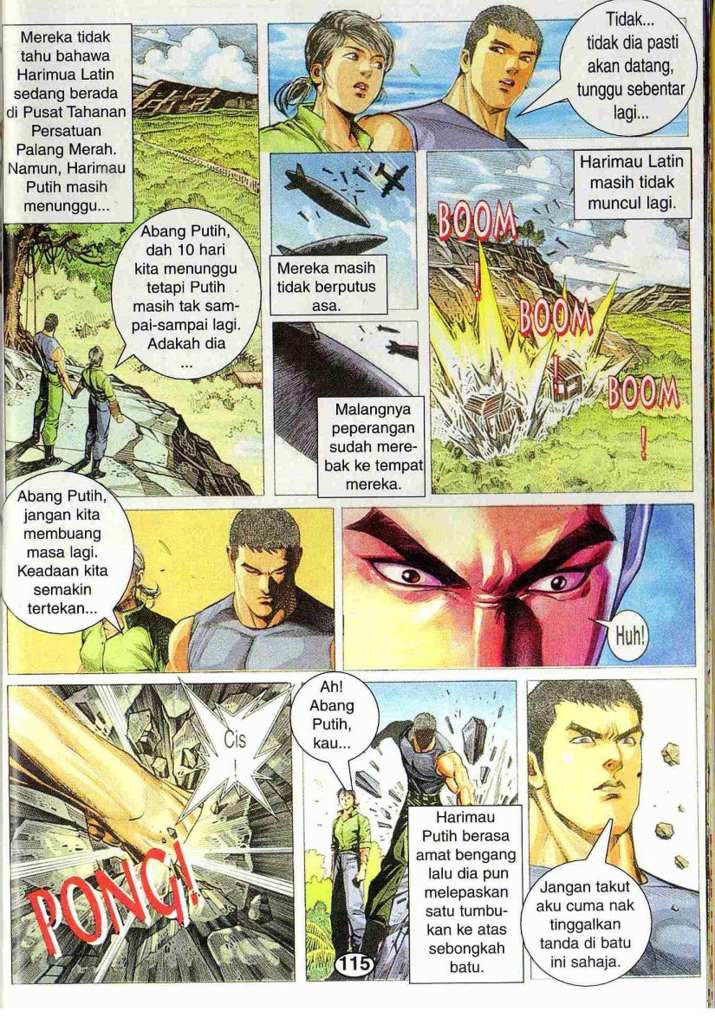 Mereka tidak
tahu bahawa
Harimua Latin
sedang berada
di Pusat Tahanan
Persatuan
Palang Merah.
Namun, Harimau
Putih masih
menunggu...
Tidak...
tidak dia pasti
akan datang,
tunggu sebentar
lagi...
Abang Putih,
dah 10 hari
kita menunggu
tetapi Putih
masih tak sam-
pai-sampai lagi.
Adakah dia
...
Mereka masih
tidak berputus
asa.
Harimau Latin
masih tidak
muncul lagi.
BOOM
!
BOOM
!
BOOM
!
Malangnya
peperangan
sudah mere-
bak ke tempat
mereka.
Abang Putih,
jangan kita
membuang
masa lagi.
Keadaan kita
semakin
tertekan...
Huh!
Cis
!
PONG!
Ah!
Abang
Putih,
kau...
Harimau
Putih berasa
amat bengang
lalu dia pun
melepaskan
satu tumbu-
kan ke atas
sebongkah
batu.
Jangan takut
aku cuma nak
tinggalkan
tanda di batu
ini sahaja.
115